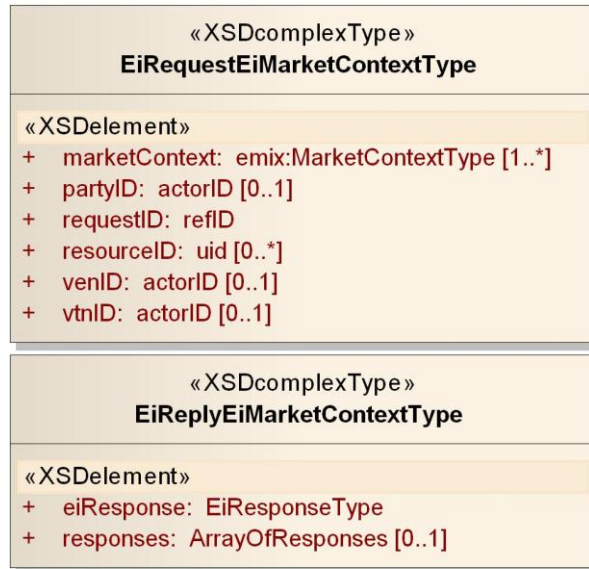 «XSDcomplexType»
EiRequestEiMarketContextType
«XSDelement»
+ marketContext: emix:MarketContextType [1..*]
+ partyID: actorID [0..1]
+ requestID: refID
+ resourceID: uid [0..*]
+ venID: actorID [0..1]
+ vtnID: actorID [0..1]
«XSDcomplexType»
EiReplyEiMarketContextType
«XSDelement»
+ eiResponse: EiResponseType
+ responses: ArrayOfResponses [0..1]